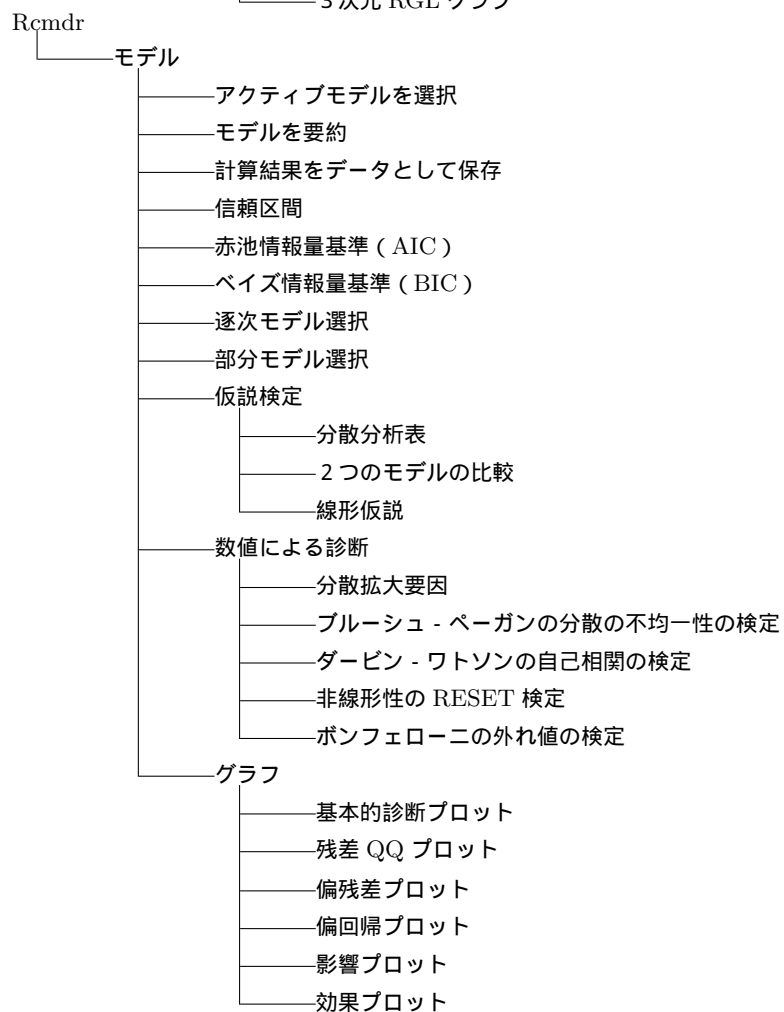 3次元 RGL グラフ
Rcmdr
モデル
アクティブモデルを選択
モデルを要約
計算結果をデータとして保存
信頼区間
赤池情報量基準（AIC）
ベイズ情報量基準（BIC）
逐次モデル選択
部分モデル選択
仮説検定
分散分析表
2つのモデルの比較
線形仮説
数値による診断
分散拡大要因
ブルーシュ - ペーガンの分散の不均一性の検定
ダービン - ワトソンの自己相関の検定
非線形性の RESET 検定
ボンフェローニの外れ値の検定
グラフ
基本的診断プロット
残差 QQ プロット
偏残差プロット
偏回帰プロット
影響プロット
効果プロット